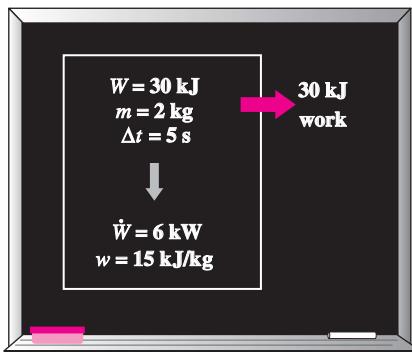 W = 30 kJ
m = 2 kg
Δt = 5 s
30 kJ
work
Ẇ = 6 kW
w = 15 kJ/kg